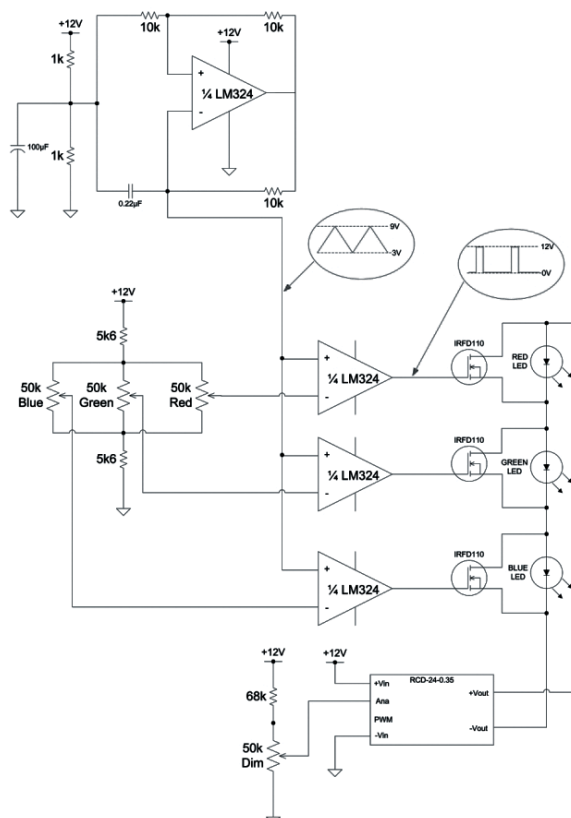 +12V
10k
10k
+12V
1k
+
¼ LM324
-
100µF
1k
0.22µF
10k
9V
3V
12V
0V
+12V
5k6
IRFD110
RED
LED
+
¼ LM324
-
50k
Blue
50k
Green
50k
Red
5k6
IRFD110
GREEN
LED
+
¼ LM324
-
IRFD110
BLUE
LED
+
¼ LM324
-
+12V
+12V
68k
RCD-24-0.35
+Vin
Ana
PWM
-Vin
+Vout
-Vout
50k
Dim